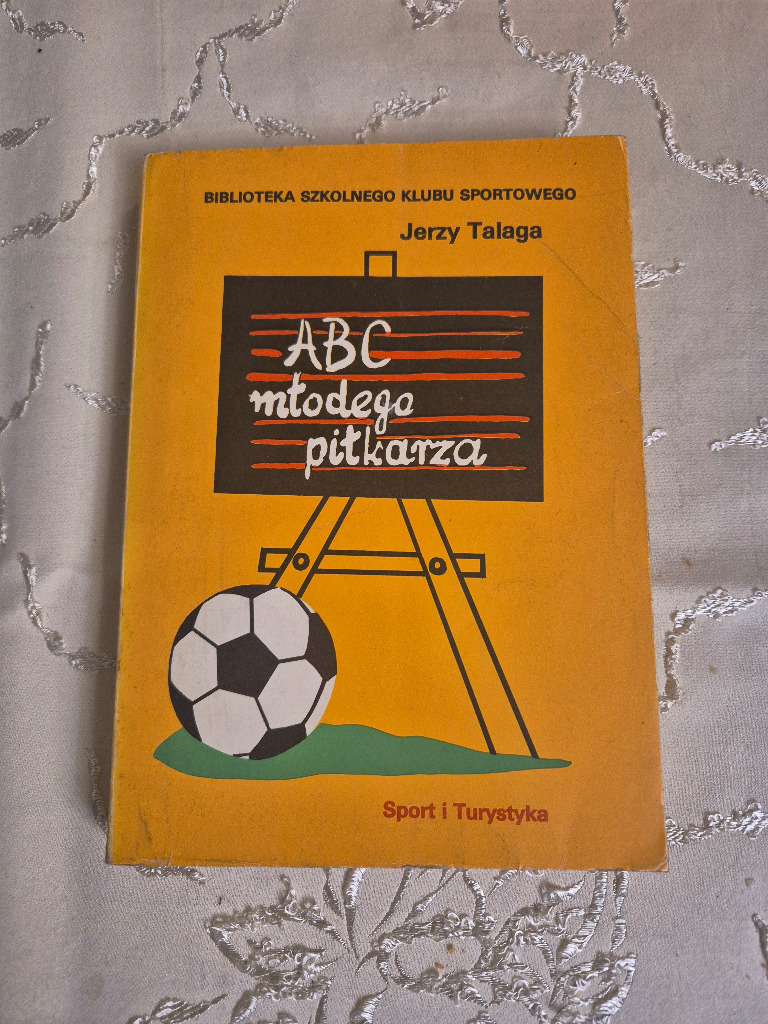 BIBLIOTEKA SZKOLNEGO KLUBU SPORTOWEGO
Jerzy Talaga
ABC
młodego
piłkarza
Sport i Turystyka